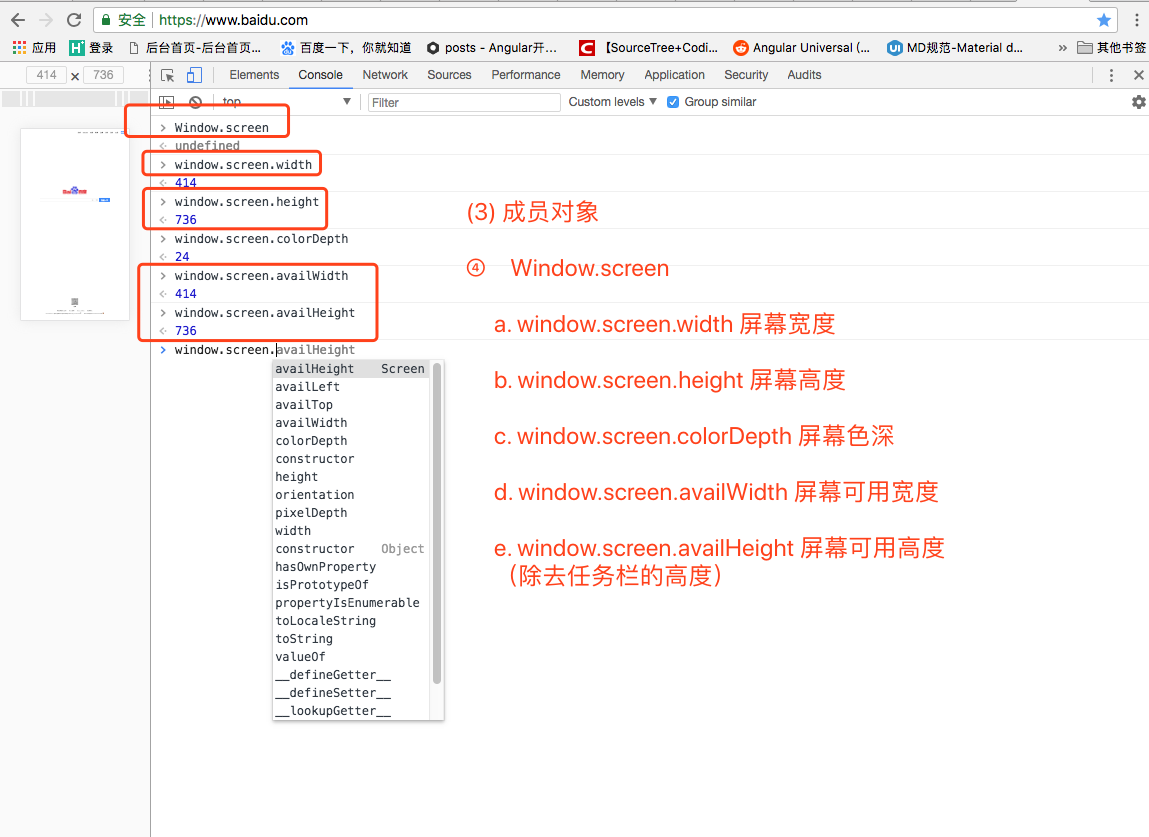 安全 https://www.baidu.com
应用 登录 后台首页-后台首页... 百度一下，你就知道 posts - Angular开... 【SourceTree+Codi... Angular Universal (... MD规范-Material d... » 其他书签
414 × 736 Elements Console Network Sources Performance Memory Application Security Audits
top Filter Custom levels Group similar
Window.screen
undefined
window.screen.width
414
window.screen.height
736
window.screen.colorDepth
24
window.screen.availWidth
414
window.screen.availHeight
736
window.screen.availHeight
availHeight Screen
availLeft
availTop
availWidth
colorDepth
constructor
height
orientation
pixelDepth
width
constructor Object
hasOwnProperty
isPrototypeOf
propertyIsEnumerable
toLocaleString
toString
valueOf
__defineGetter__
__defineSetter__
__lookupGetter__
(3) 成员对象
④ Window.screen
a. window.screen.width 屏幕宽度
b. window.screen.height 屏幕高度
c. window.screen.colorDepth 屏幕色深
d. window.screen.availWidth 屏幕可用宽度
e. window.screen.availHeight 屏幕可用高度
（除去任务栏的高度）